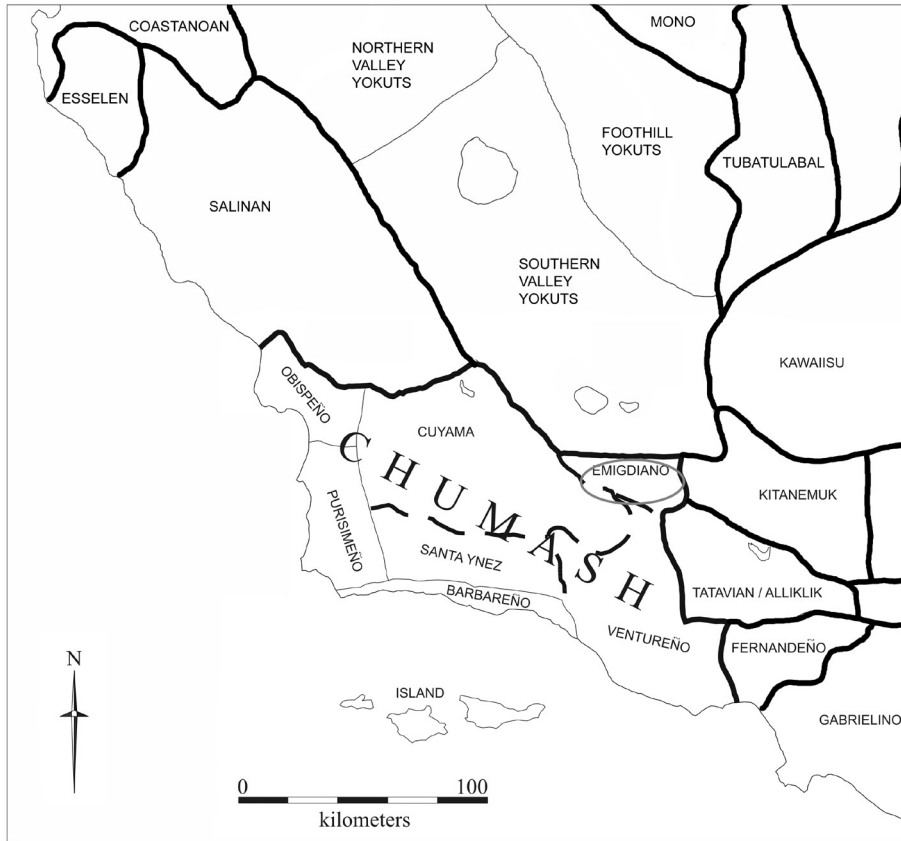 COASTANOAN
MONO
NORTHERN
VALLEY
YOKUTS
ESSELEN
FOOTHILL
YOKUTS
TUBATULABAL
SALINAN
SOUTHERN
VALLEY
YOKUTS
KAWAIISU
OBISPEÑO
CUYAMA
CHUMASH
EMIGDIANO
KITANEMUK
PURISIMEÑO
SANTA YNEZ
BARBAREÑO
TATAVIAN / ALLIKLIK
VENTUREÑO
FERNANDEÑO
N
ISLAND
GABRIELINO
0 100
kilometers